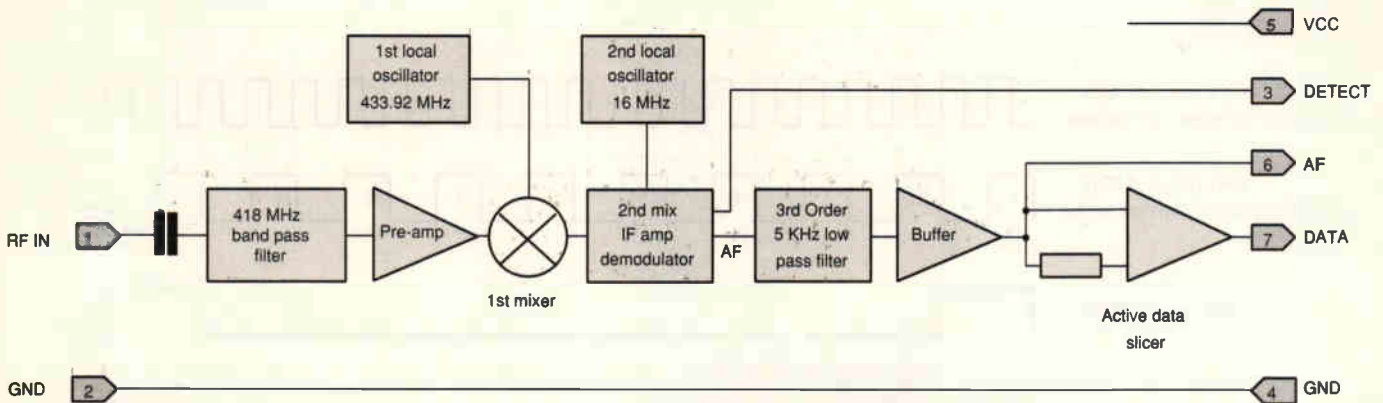 1st local
oscillator
433.92 MHz
2nd local
oscillator
16 MHz
5 VCC
3 DETECT
6 AF
RF IN 1
418 MHz
band pass
filter
Pre-amp
1st mixer
2nd mix
IF amp
demodulator
AF
3rd Order
5 KHz low
pass filter
Buffer
7 DATA
Active data
slicer
GND 2
4 GND